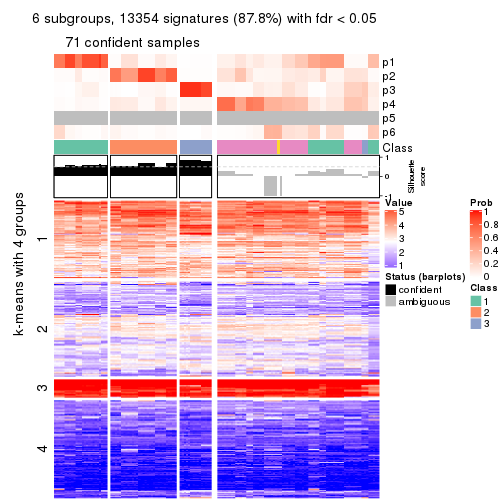 6 subgroups, 13354 signatures (87.8%) with fdr < 0.05
71 confident samples
p1
p2
p3
p4
p5
p6
Class
1
0
-1
Silhouette
score
k-means with 4 groups
1
2
3
4
Value
5
4
3
2
1
Status (barplots)
confident
ambiguous
Prob
1
0.8
0.6
0.4
0.2
0
Class
1
2
3